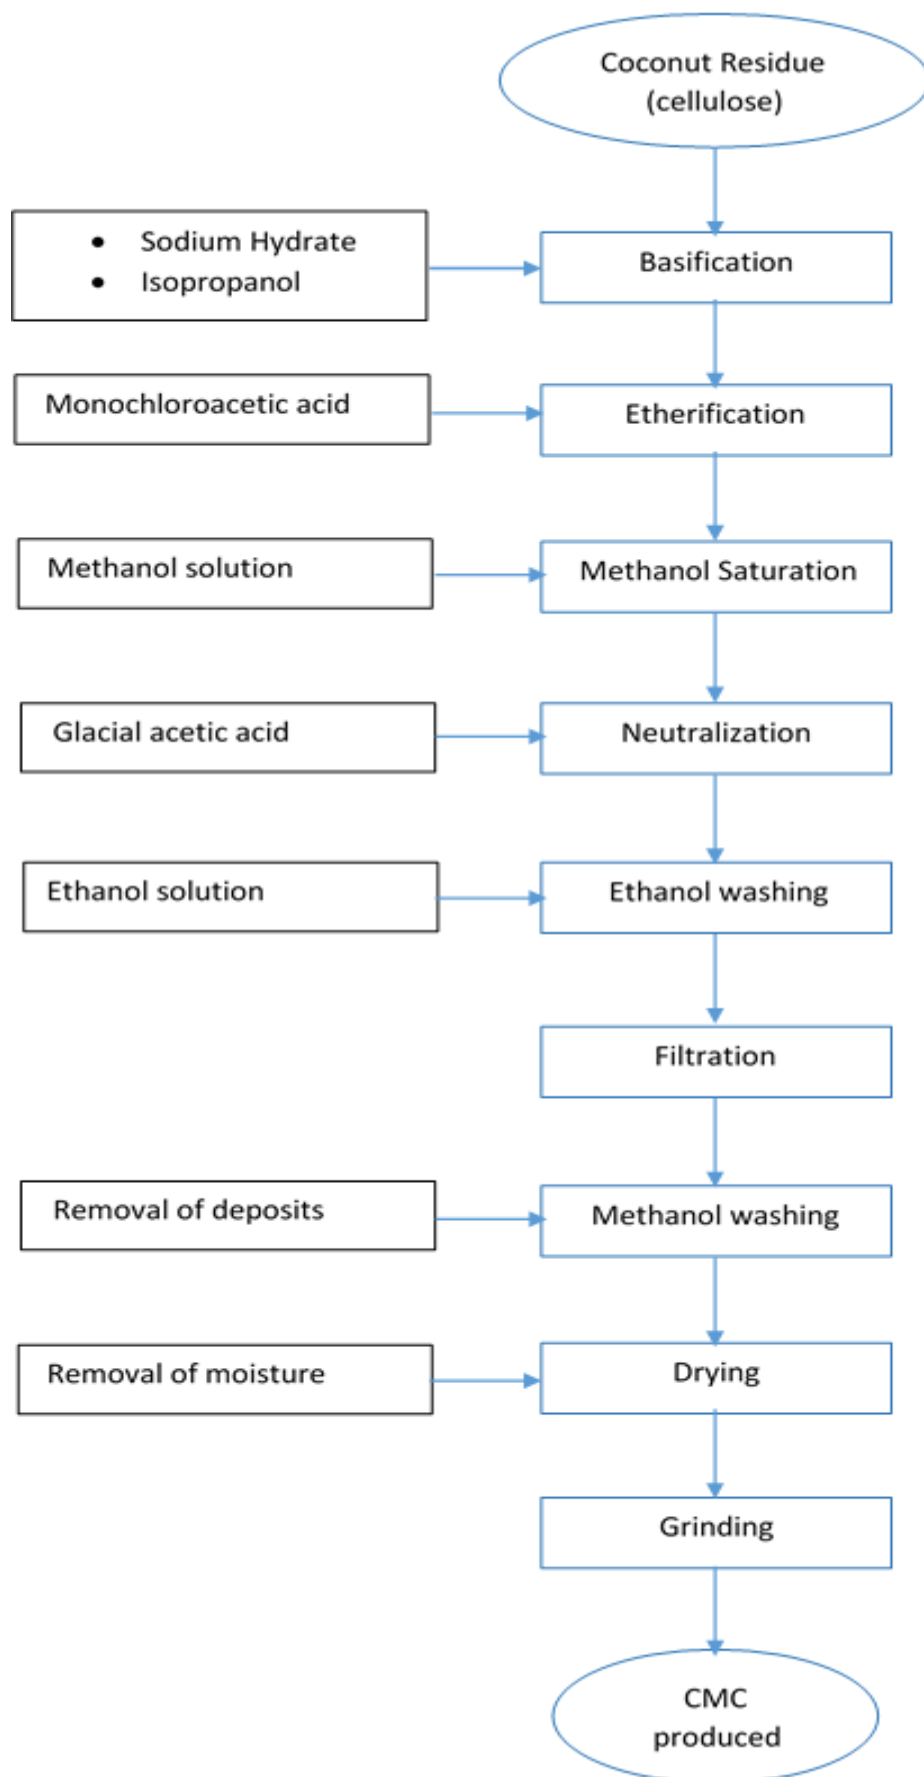 Coconut Residue
(cellulose)
• Sodium Hydrate
• Isopropanol
Basification
Monochloroacetic acid
Etherification
Methanol solution
Methanol Saturation
Glacial acetic acid
Neutralization
Ethanol solution
Ethanol washing
Filtration
Removal of deposits
Methanol washing
Removal of moisture
Drying
Grinding
CMC
produced